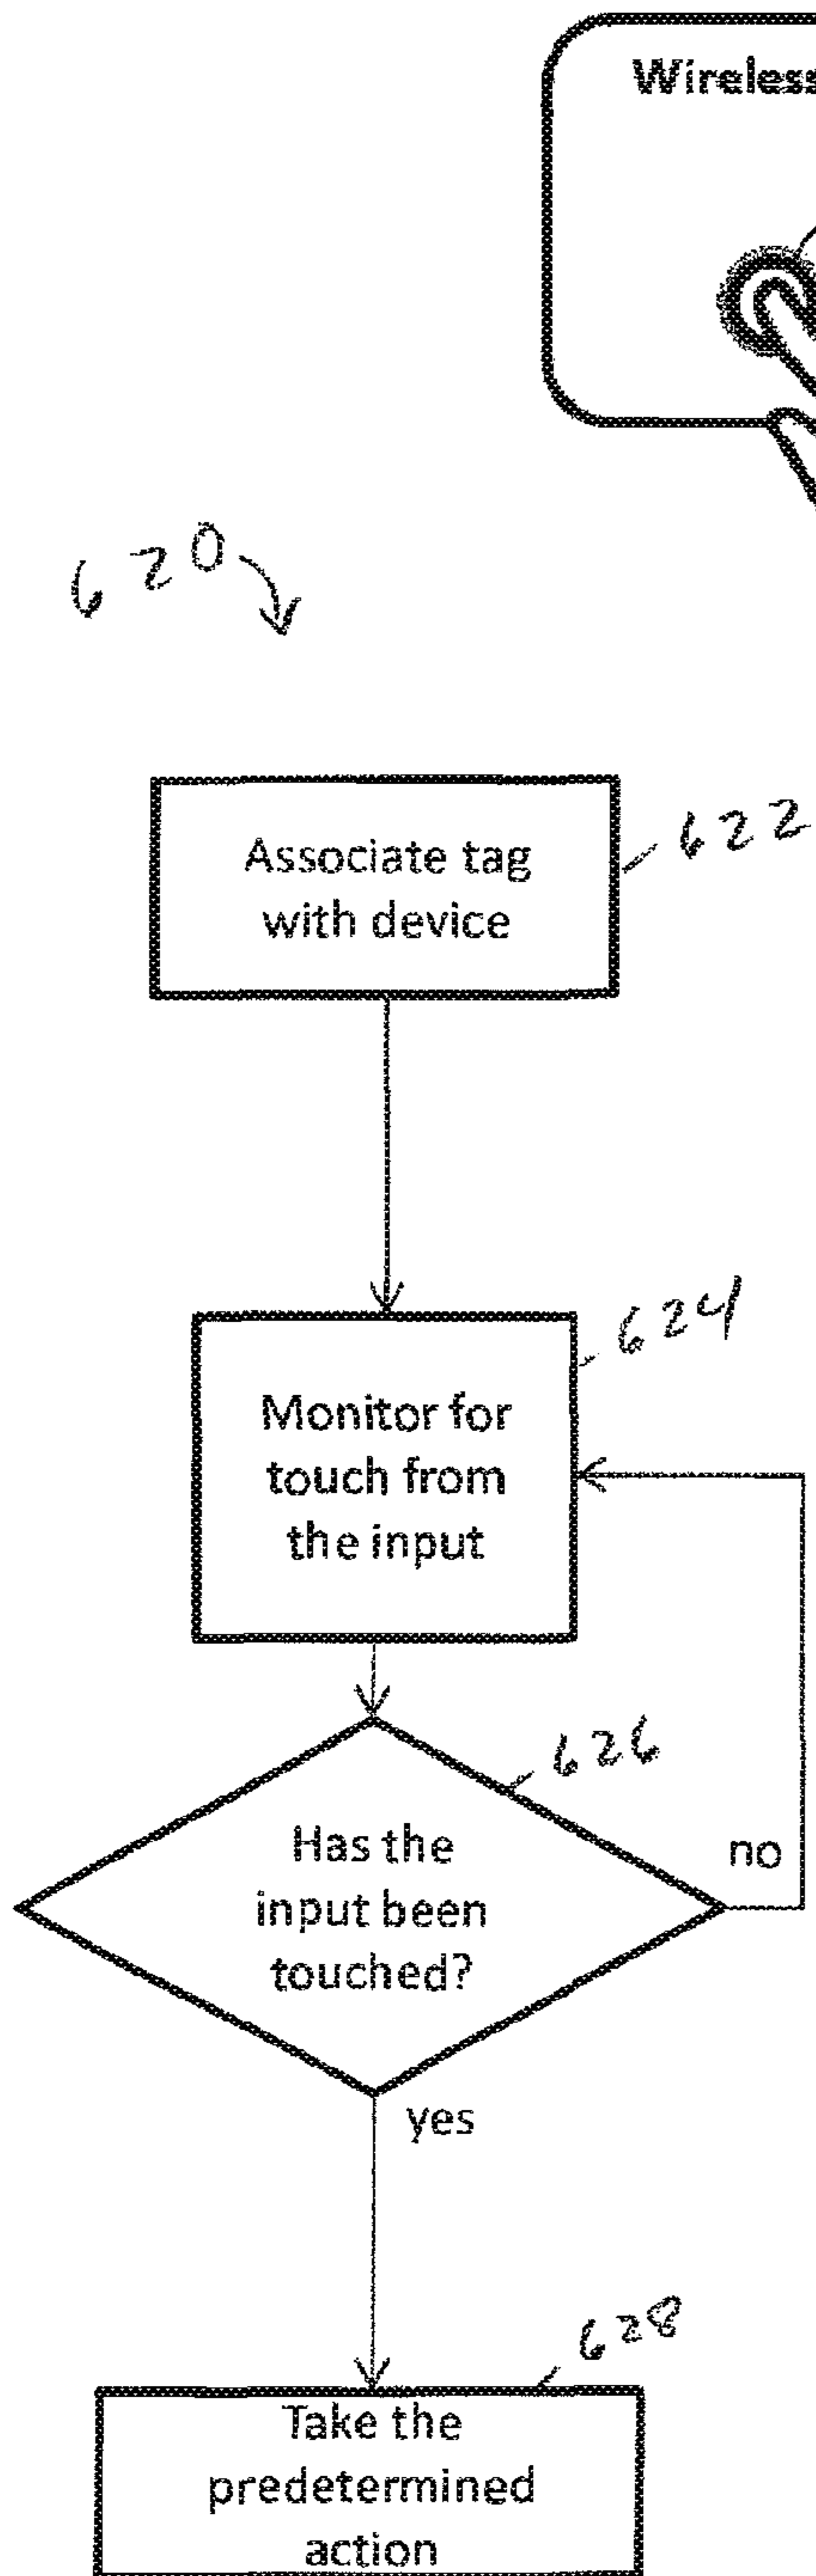 Wireless
620
Associate tag
with device
622
624
Monitor for
touch from
the input
626
Has the
input been
touched?
no
yes
628
Take the
predetermined
action